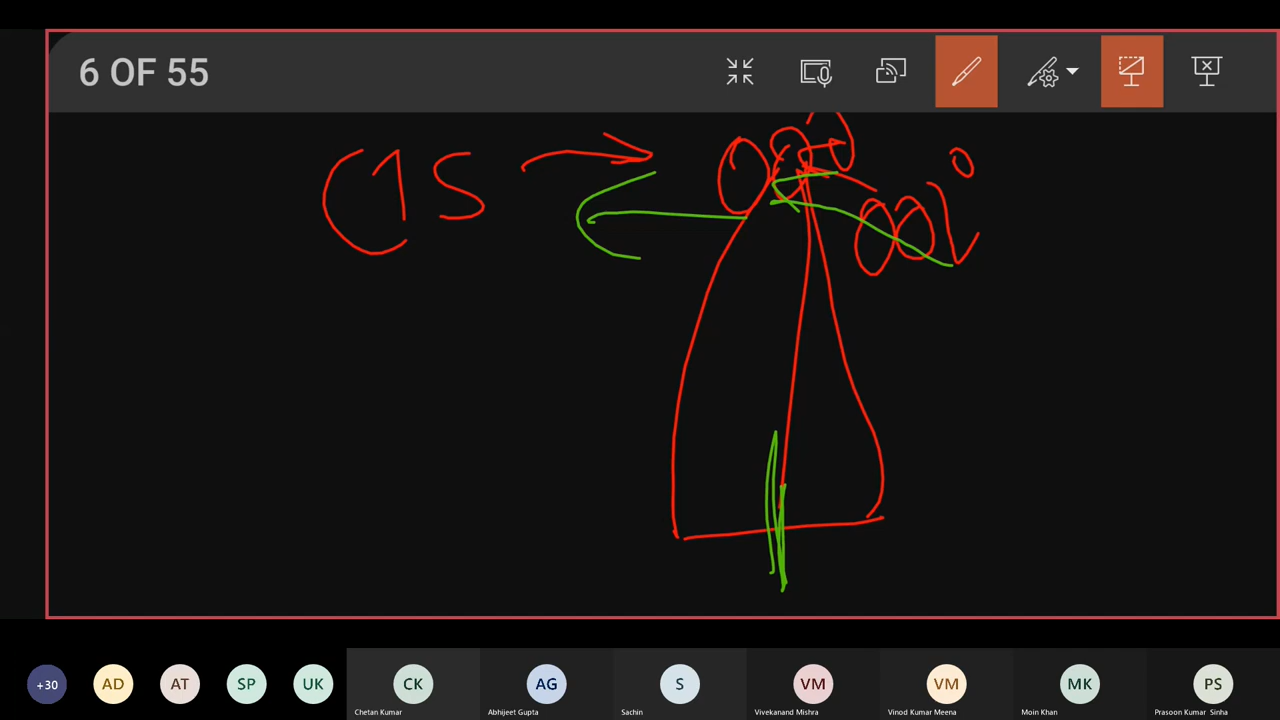 6 OF 55
C1S
+30
AD
AT
SP
UK
CK
AG
S
VM
VM
MK
PS
Chetan Kumar
Abhijeet Gupta
Sachin
Vivekanand Mishra
Vinod Kumar Meena
Moin Khan
Prasoon Kumar Sinha